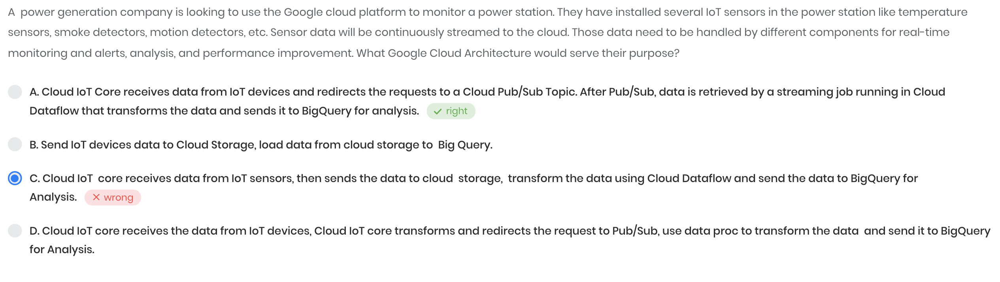 A power generation company is looking to use the Google cloud platform to monitor a power station. They have installed several IoT sensors in the power station like temperature
sensors, smoke detectors, motion detectors, etc. Sensor data will be continuously streamed to the cloud. Those data need to be handled by different components for real-time
monitoring and alerts, analysis, and performance improvement. What Google Cloud Architecture would serve their purpose?
A. Cloud IoT Core receives data from IoT devices and redirects the requests to a Cloud Pub/Sub Topic. After Pub/Sub, data is retrieved by a streaming job running in Cloud
Dataflow that transforms the data and sends it to BigQuery for analysis. right
B. Send IoT devices data to Cloud Storage, load data from cloud storage to Big Query.
C. Cloud IoT core receives data from IoT sensors, then sends the data to cloud storage, transform the data using Cloud Dataflow and send the data to BigQuery for
Analysis. wrong
D. Cloud IoT core receives the data from IoT devices, Cloud IoT core transforms and redirects the request to Pub/Sub, use data proc to transform the data and send it to BigQuery
for Analysis.